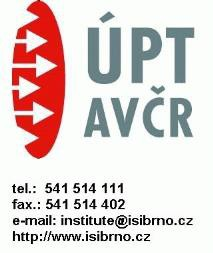 ÚPT
AVČR
tel.: 541 514 111
fax.: 541 514 402
e-mail: institute@isibrno.cz
http://www.isibrno.cz